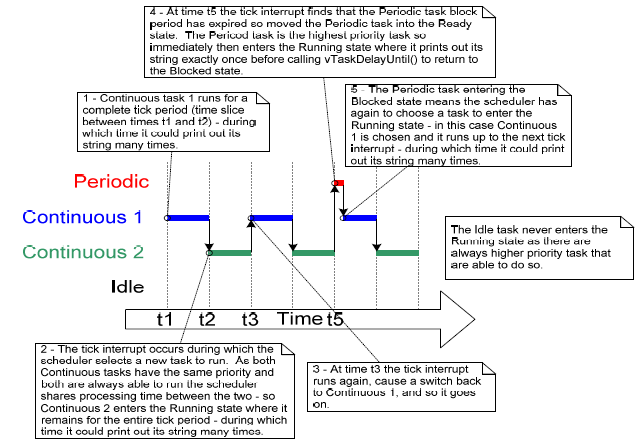 4 - At time t5 the tick interrupt finds that the Periodic task block
period has expired so moved the Periodic task into the Ready
state.  The Pericod task is the highest priority task so
immediately then enters the Running state where it prints out its
string exactly once before calling vTaskDelayUntil() to return to
the Blocked state.
1 - Continuous task 1 runs for a
complete tick period (time slice
between times t1 and t2) - during
which time it could print out its
string many times.
5 - The Periodic task entering the
Blocked state means the scheduler has
again to choose a task to enter the
Running state - in this case Continuous
1 is chosen and it runs up to the next tick
interrupt - during which time it could print
out its string many times.
Periodic
Continuous 1
Continuous 2
Idle
The Idle task never enters the
Running state as there are
always higher priority task that
are able to do so.
t1 t2 t3 Time t5
2 - The tick interrupt occurs during which the
scheduler selects a new task to run.  As both
Continuous tasks have the same priority and
both are always able to run the scheduler
shares processing time between the two - so
Continuous 2 enters the Running state where it
remains for the entire tick period - during which
time it could print out its string many times.
3 - At time t3 the tick interrupt
runs again, cause a switch back
to Continuous 1, and so it goes
on.